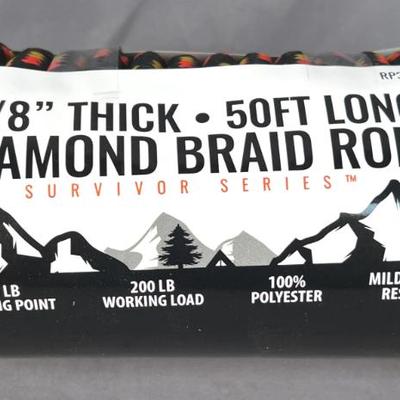 RP3
/8” THICK • 50FT LONG
AMOND BRAID ROP
SURVIVOR SERIES™
LB
NG POINT
200 LB
WORKING LOAD
100%
POLYESTER
MILD
RES